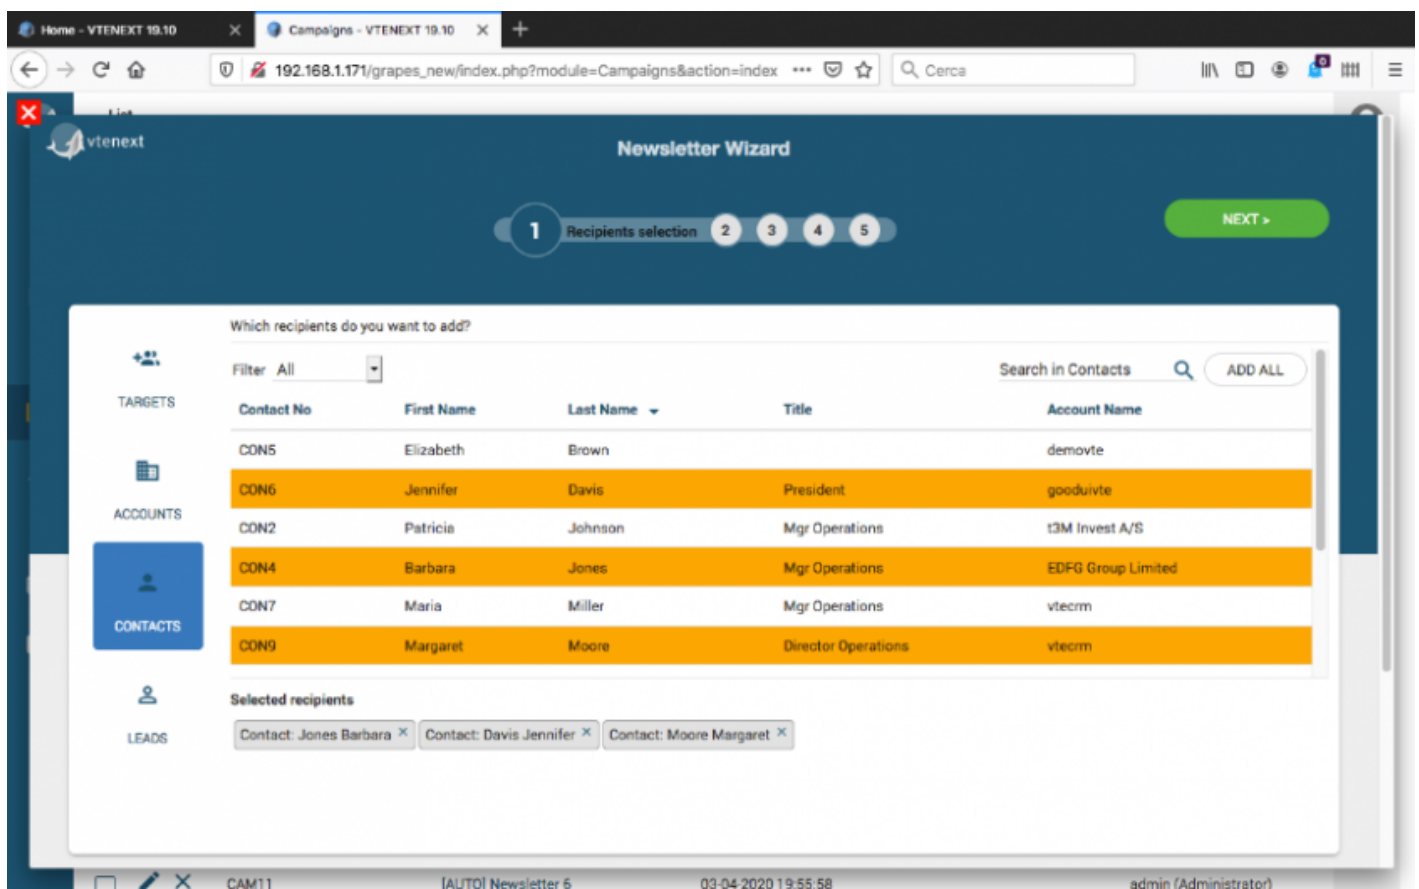 Home - VTENEXT 19.10
Campaigns - VTENEXT 19.10
192.168.1.171/grapes_new/index.php?module=Campaigns&action=index
Cerca
0
List
vtenext
Newsletter Wizard
1 Recipients selection 2 3 4 5
NEXT >
Which recipients do you want to add?
TARGETS
ACCOUNTS
CONTACTS
LEADS
Filter All
Search in Contacts
ADD ALL
Contact No First Name Last Name Title Account Name
CON5 Elizabeth Brown demovte
CON6 Jennifer Davis President gooduivte
CON2 Patricia Johnson Mgr Operations t3M Invest A/S
CON4 Barbara Jones Mgr Operations EDFG Group Limited
CON7 Maria Miller Mgr Operations vtecrm
CON9 Margaret Moore Director Operations vtecrm
Selected recipients
Contact: Jones Barbara × Contact: Davis Jennifer × Contact: Moore Margaret ×
CAM11 [AUTO] Newsletter 6 03-04-2020 19:55:58 admin (Administrator)